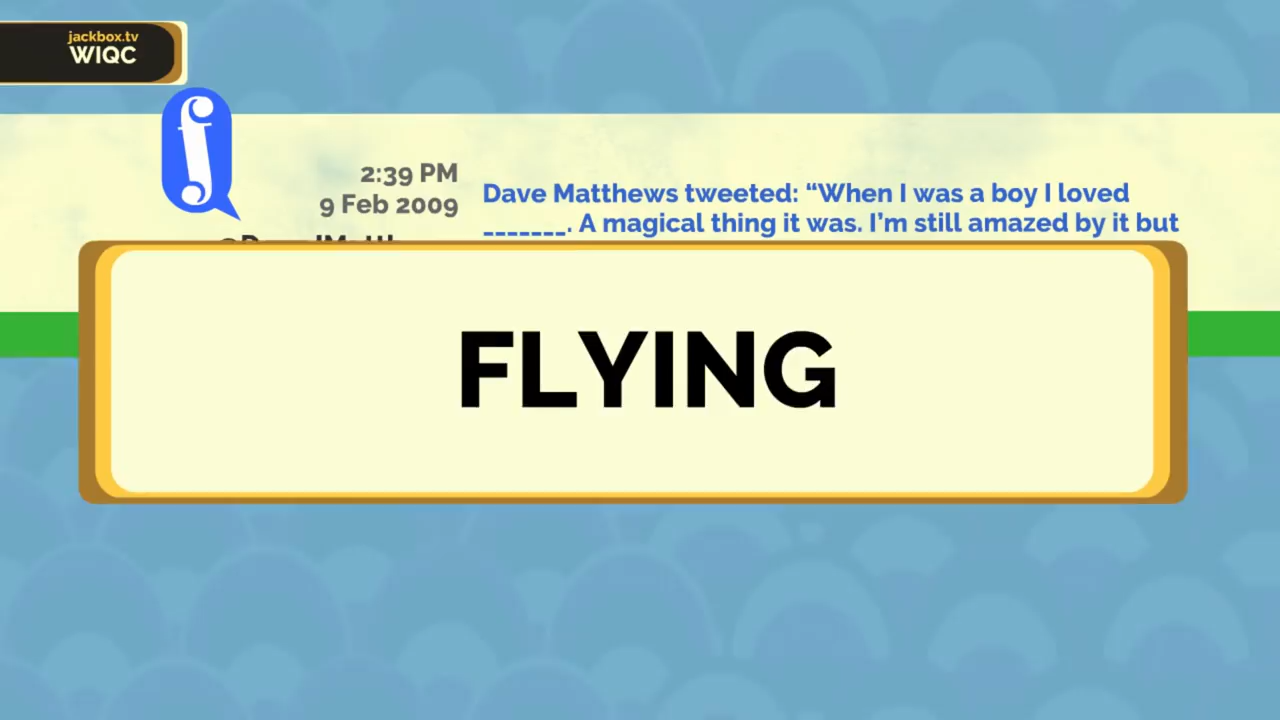 jackbox.tv
WIQC
f
2:39 PM
9 Feb 2009
Dave Matthews tweeted: “When I was a boy I loved
_______. A magical thing it was. I’m still amazed by it but
FLYING